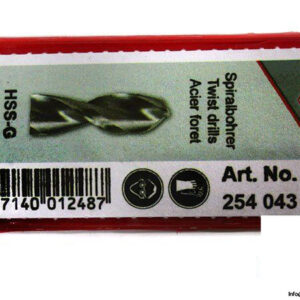 Spiralbohrer
Twist drills
Acier foret
HSS-G
7140 012487
Art. No.
254 043